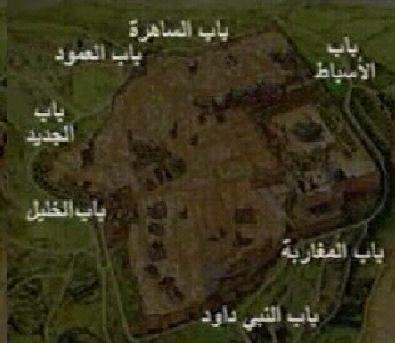 باب الساهرة
باب العمود
باب
الأسباط
باب
الجديد
باب الخليل
باب المغاربة
باب النبي داود